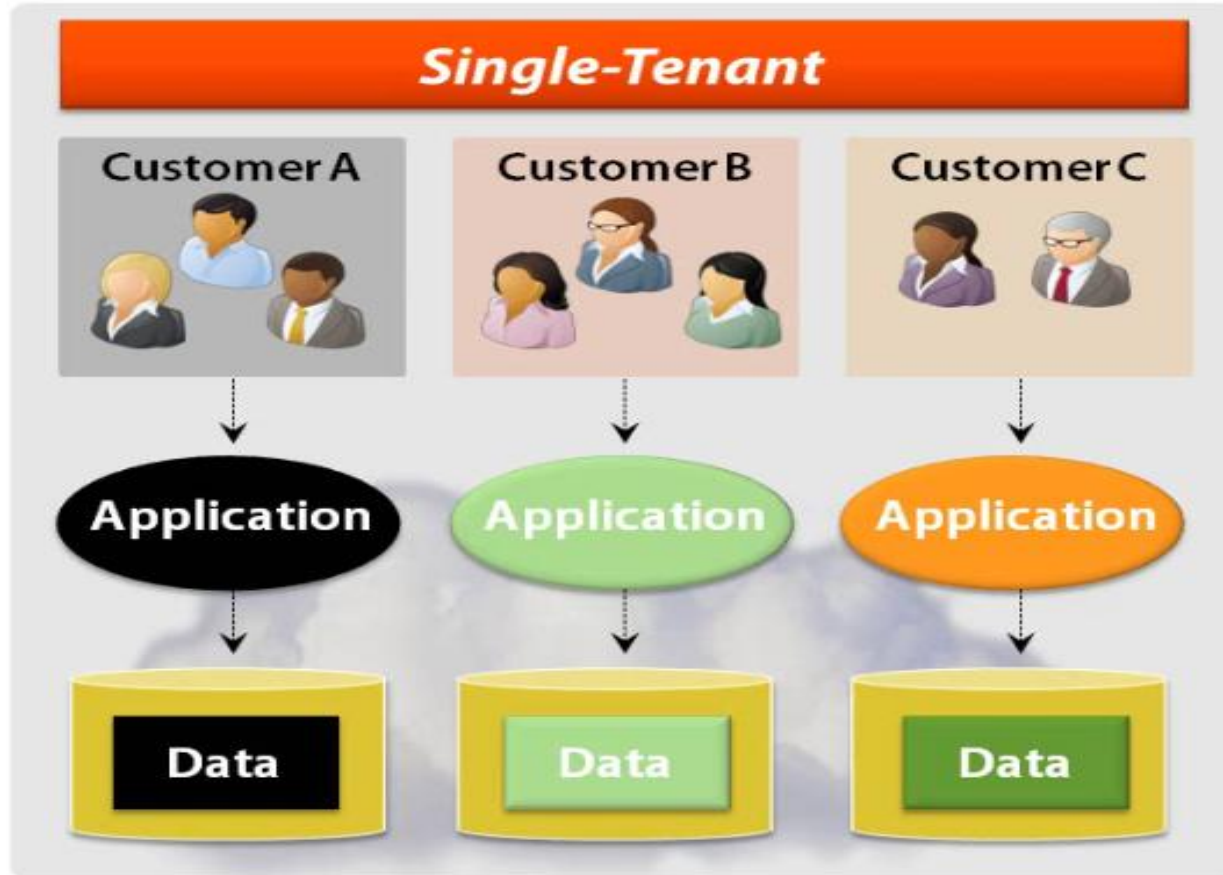 Single-Tenant
Customer A
Customer B
Customer C
Application
Application
Application
Data
Data
Data